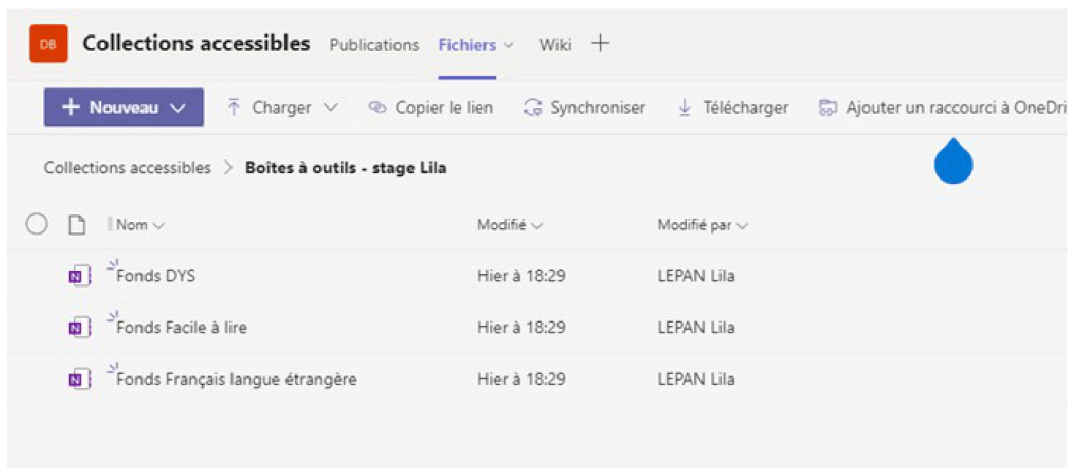 DB Collections accessibles Publications Fichiers Wiki
Nouveau Charger Copier le lien Synchroniser Télécharger Ajouter un raccourci à OneDri
Collections accessibles > Boîtes à outils - stage Lila
Nom Modifié Modifié par
N Fonds DYS Hier à 18:29 LEPAN Lila
N Fonds Facile à lire Hier à 18:29 LEPAN Lila
N Fonds Français langue étrangère Hier à 18:29 LEPAN Lila